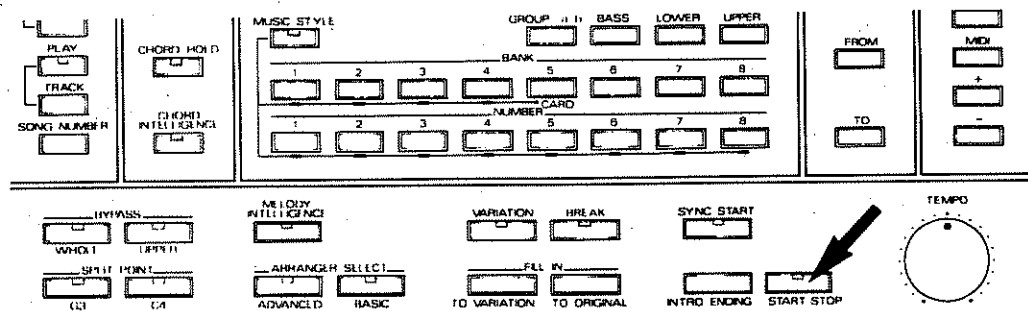 MUSIC STYLE
GROUP
BASS
LOWER
UPPER
PLAY
CHORD HOLD
BANK
FROM
MIDI
1 2 3 4 5 6 7 8
TRACK
CARD
+
SONG NUMBER
CHORD
INTELLIGENCE
NUMBER
1 2 3 4 5 6 7 8
TO
-
BYPASS
MELODY
INTELLIGENCE
VARIATION
BREAK
SYNC START
TEMPO
WHOLE
UPPER
SPLIT POINT
ARRANGER SELECT
FILL IN
C4
ADVANCED
BASIC
TO VARIATION
TO ORIGINAL
INTRO ENDING
START STOP